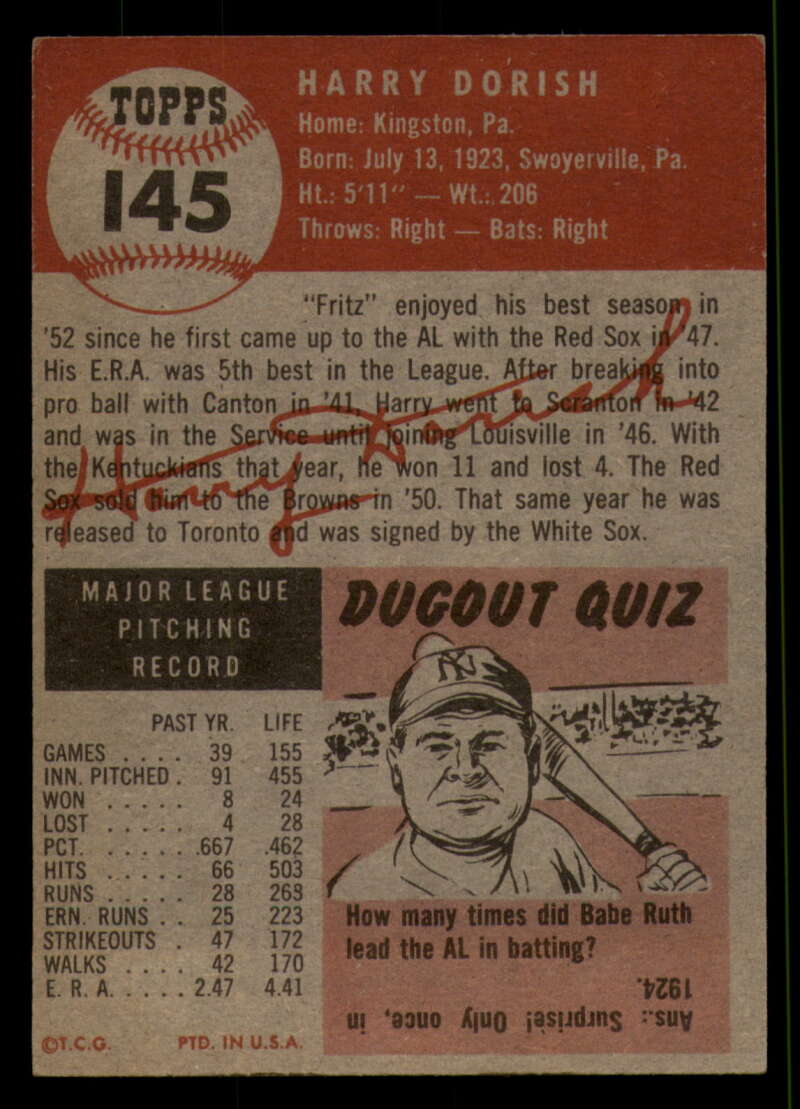 TOPPS
145
HARRY DORISH
Home: Kingston, Pa.
Born: July 13, 1923, Swoyerville, Pa.
Ht.: 5'11" — Wt.: 206
Throws: Right — Bats: Right
"Fritz" enjoyed his best season in
'52 since he first came up to the AL with the Red Sox in '47.
His E.R.A. was 5th best in the League. After breaking into
pro ball with Canton in '41, Harry went to Scranton in '42
and was in the Service until joining Louisville in '46. With
the Kentuckians that year, he won 11 and lost 4. The Red
Sox sold him to the Browns in '50. That same year he was
released to Toronto and was signed by the White Sox.
MAJOR LEAGUE
PITCHING
RECORD
PAST YR. LIFE
GAMES . . . . 39 155
INN. PITCHED . 91 455
WON . . . . . 8 24
LOST . . . . . 4 28
PCT. . . . . . .667 .462
HITS . . . . . 66 503
RUNS . . . . . 28 263
ERN. RUNS . . 25 223
STRIKEOUTS . 47 172
WALKS . . . . 42 170
E. R. A. . . . . 2.47 4.41
©T.C.G. PTD. IN U.S.A.
DUGOUT QUIZ
NY
How many times did Babe Ruth
lead the AL in batting?
Ans.: Surprise! Only once, in
1924.